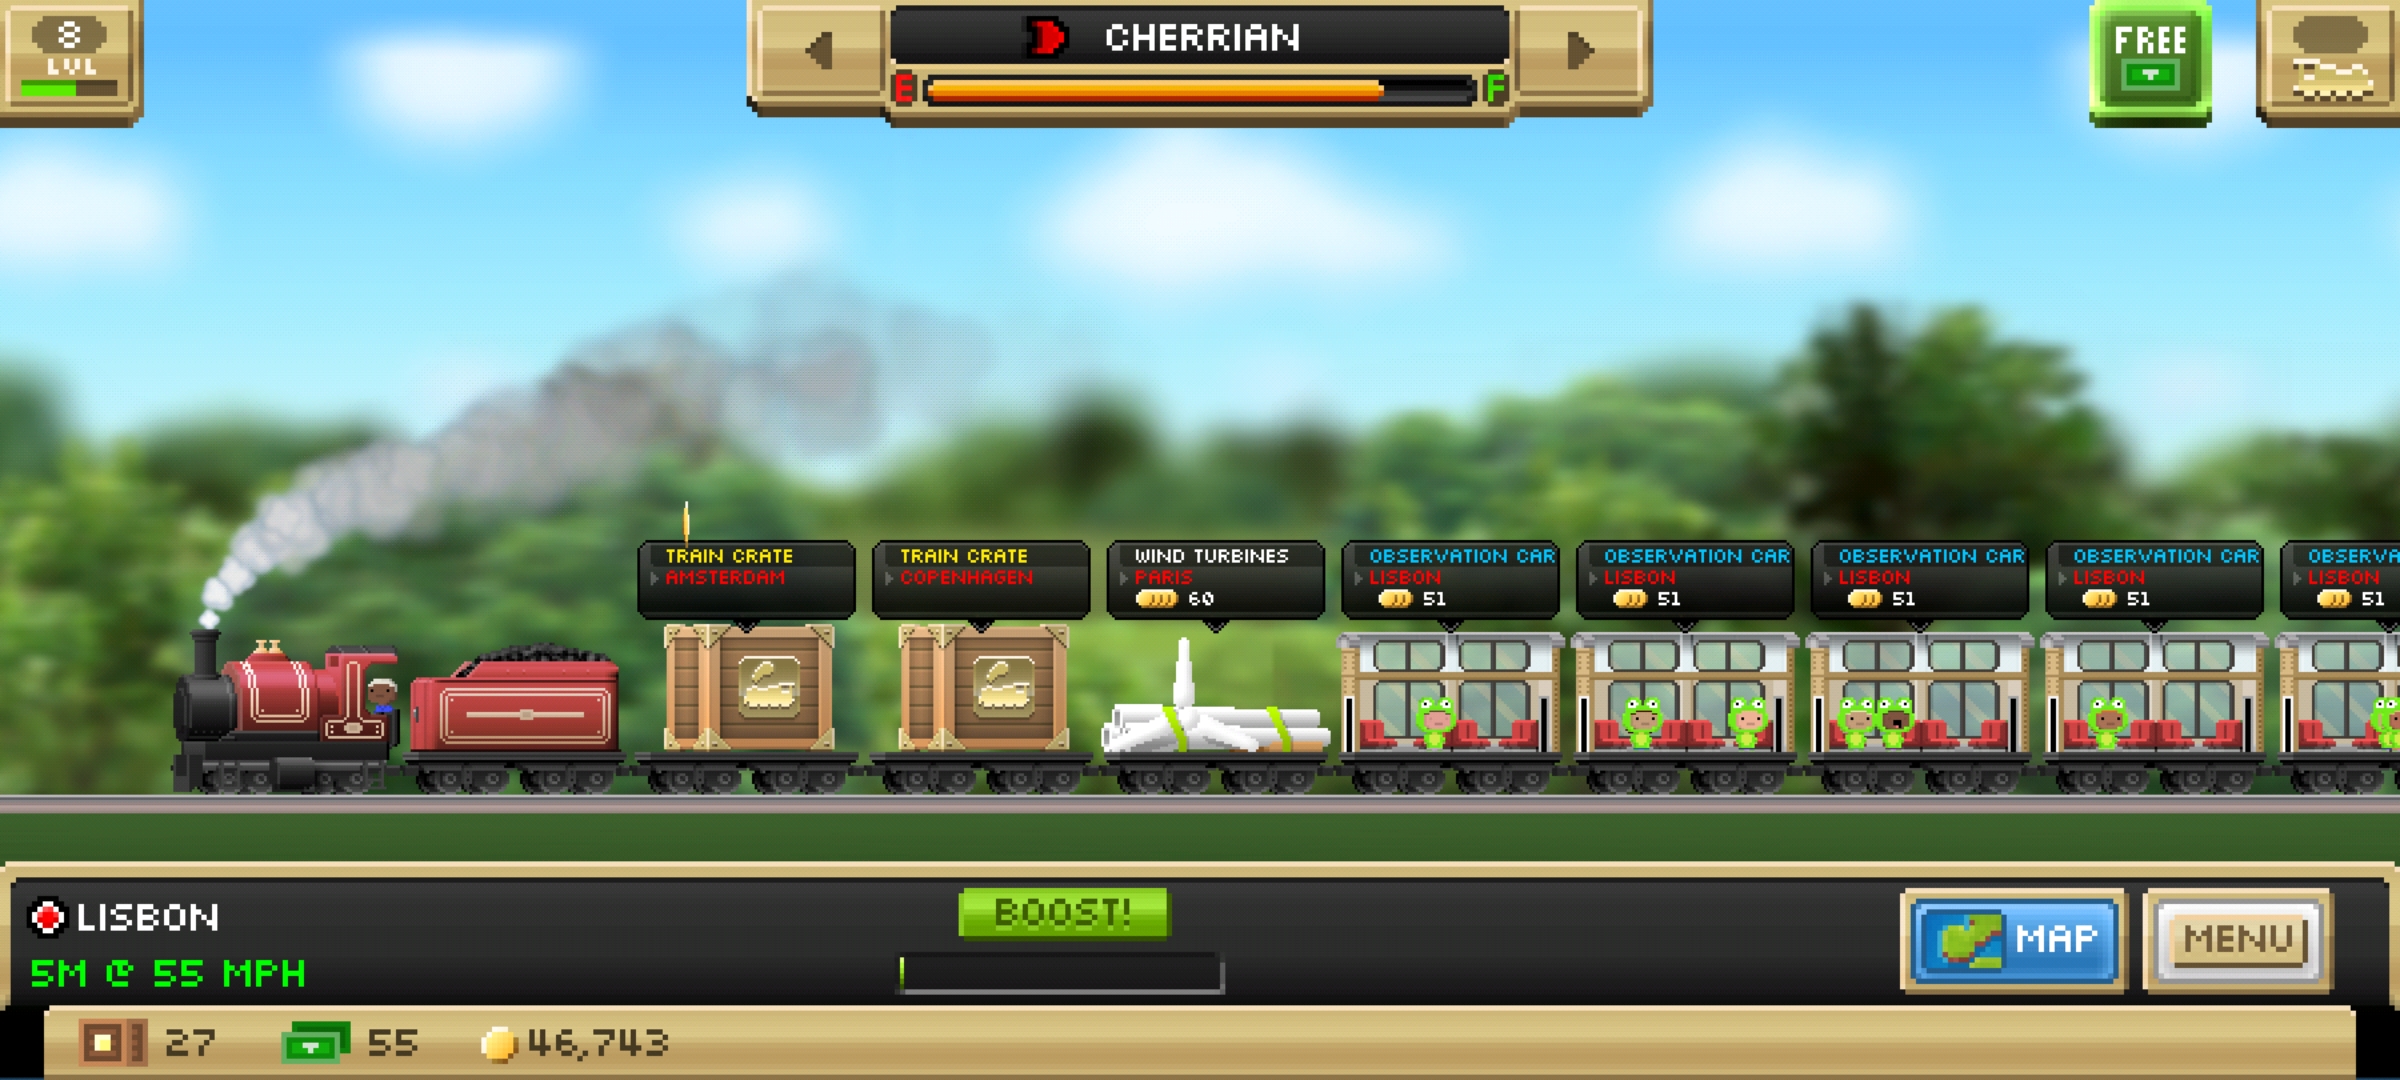 8
LVL
CHERRIAN
E F
FREE
TRAIN CRATE
AMSTERDAM
TRAIN CRATE
COPENHAGEN
WIND TURBINES
PARIS
60
OBSERVATION CAR
LISBON
51
OBSERVATION CAR
LISBON
51
OBSERVATION CAR
LISBON
51
OBSERVATION CAR
LISBON
51
OBSERVA
LISBON
51
LISBON
5M @ 55 MPH
BOOST!
MAP
MENU
27
55
46,743